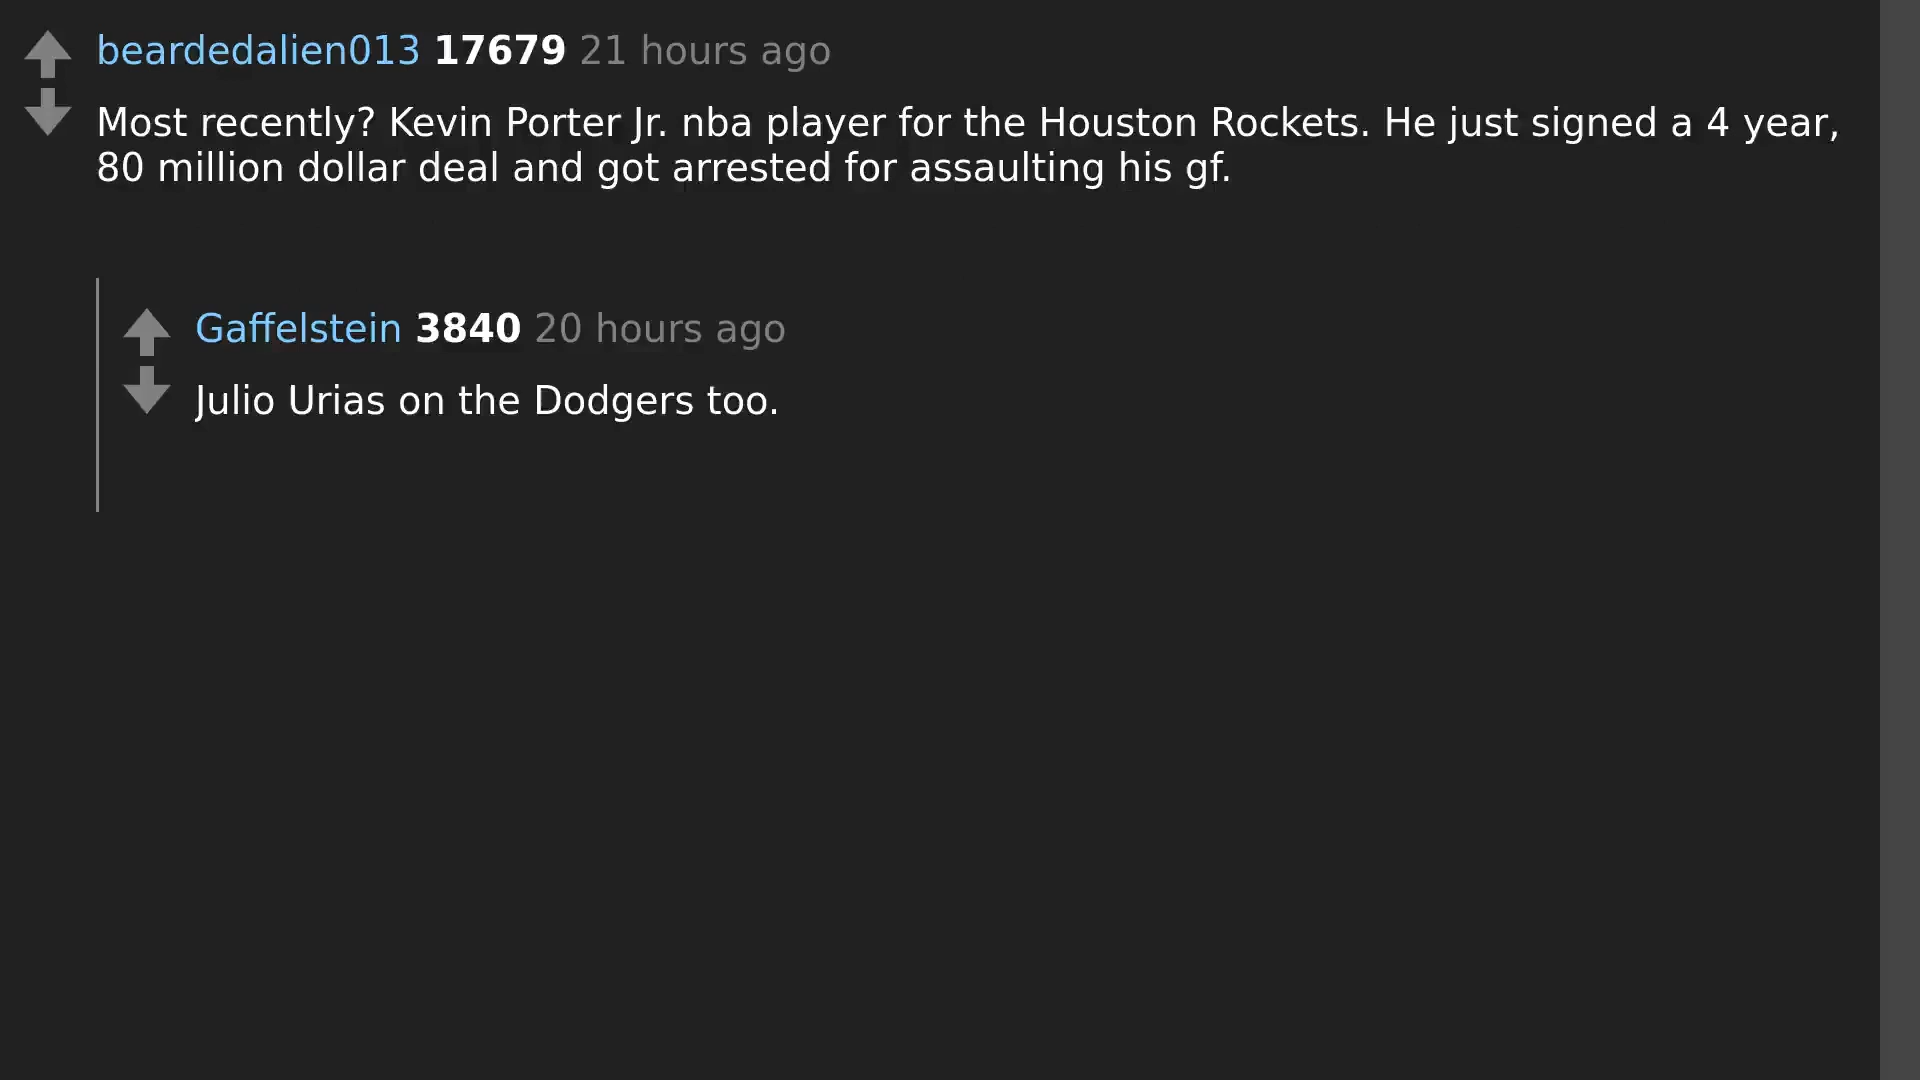 beardedalien013 17679 21 hours ago
Most recently? Kevin Porter Jr. nba player for the Houston Rockets. He just signed a 4 year,
80 million dollar deal and got arrested for assaulting his gf.
Gaffelstein 3840 20 hours ago
Julio Urias on the Dodgers too.